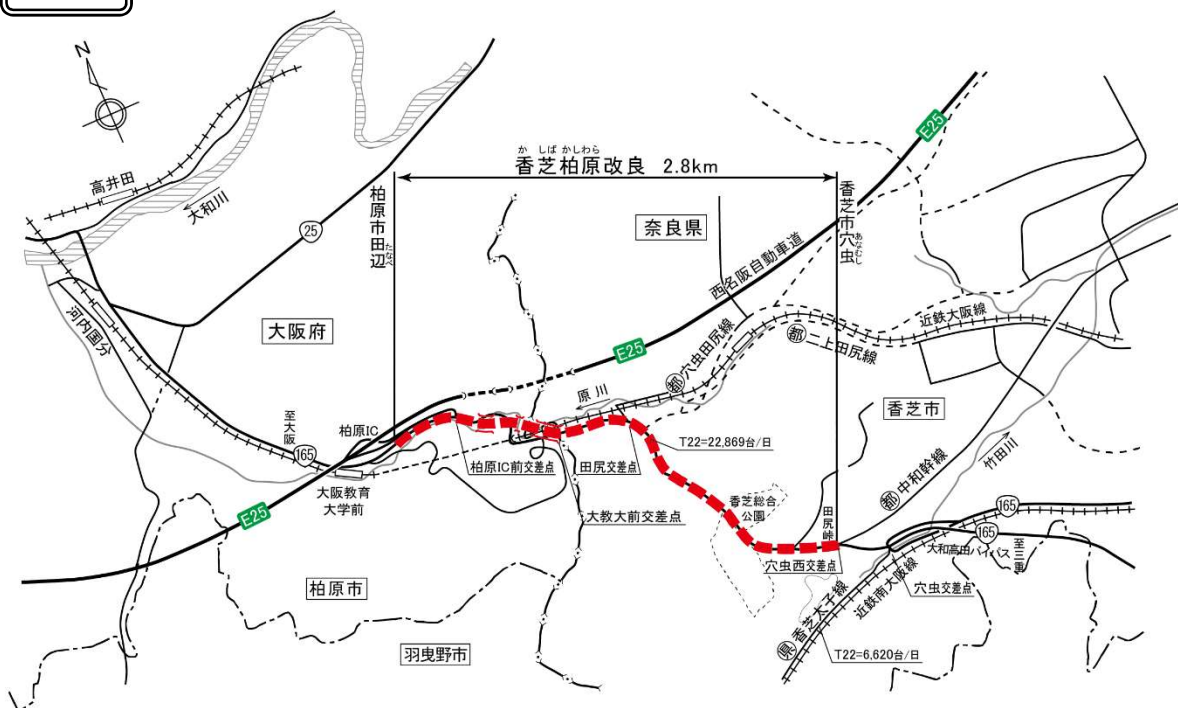 N
香芝柏原改良 2.8km
か しば かしわら
E25
高井田
大和川
25
柏原市田辺
たなべ
奈良県
香芝市穴虫
あなむし
西名阪自動車道
河内国分
大阪府
E25
都 穴虫田尻線
都 二上田尻線
近鉄大阪線
原川
香芝市
至大阪
165
柏原IC
柏原IC前交差点
田尻交差点
T22=22,869台/日
竹田川
都 中和幹線
大阪教育
大学前
E25
大教大前交差点
香芝総合
公園
田尻峠
165
165
至三重
大和高田バイパス
穴虫西交差点
穴虫交差点
柏原市
近鉄南大阪線
県 香芝太子線
羽曳野市
T22=6,620台/日